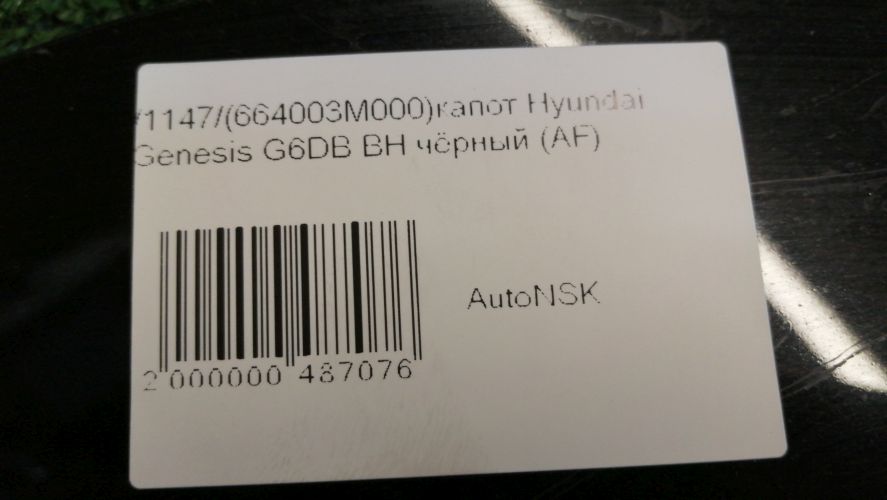 /1147/(664003M000)капот Hyundai
Genesis G6DB BH чёрный (AF)
AutoNSK
2 000000 487076